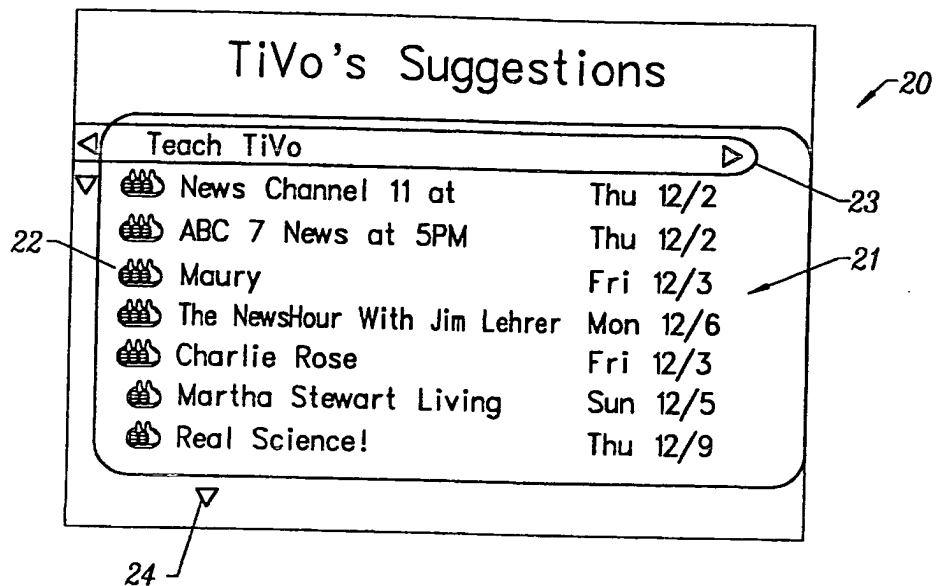 TiVo's Suggestions
20
Teach TiVo
23
News Channel 11 at Thu 12/2
ABC 7 News at 5PM Thu 12/2
22
21
Maury Fri 12/3
The NewsHour With Jim Lehrer Mon 12/6
Charlie Rose Fri 12/3
Martha Stewart Living Sun 12/5
Real Science! Thu 12/9
24